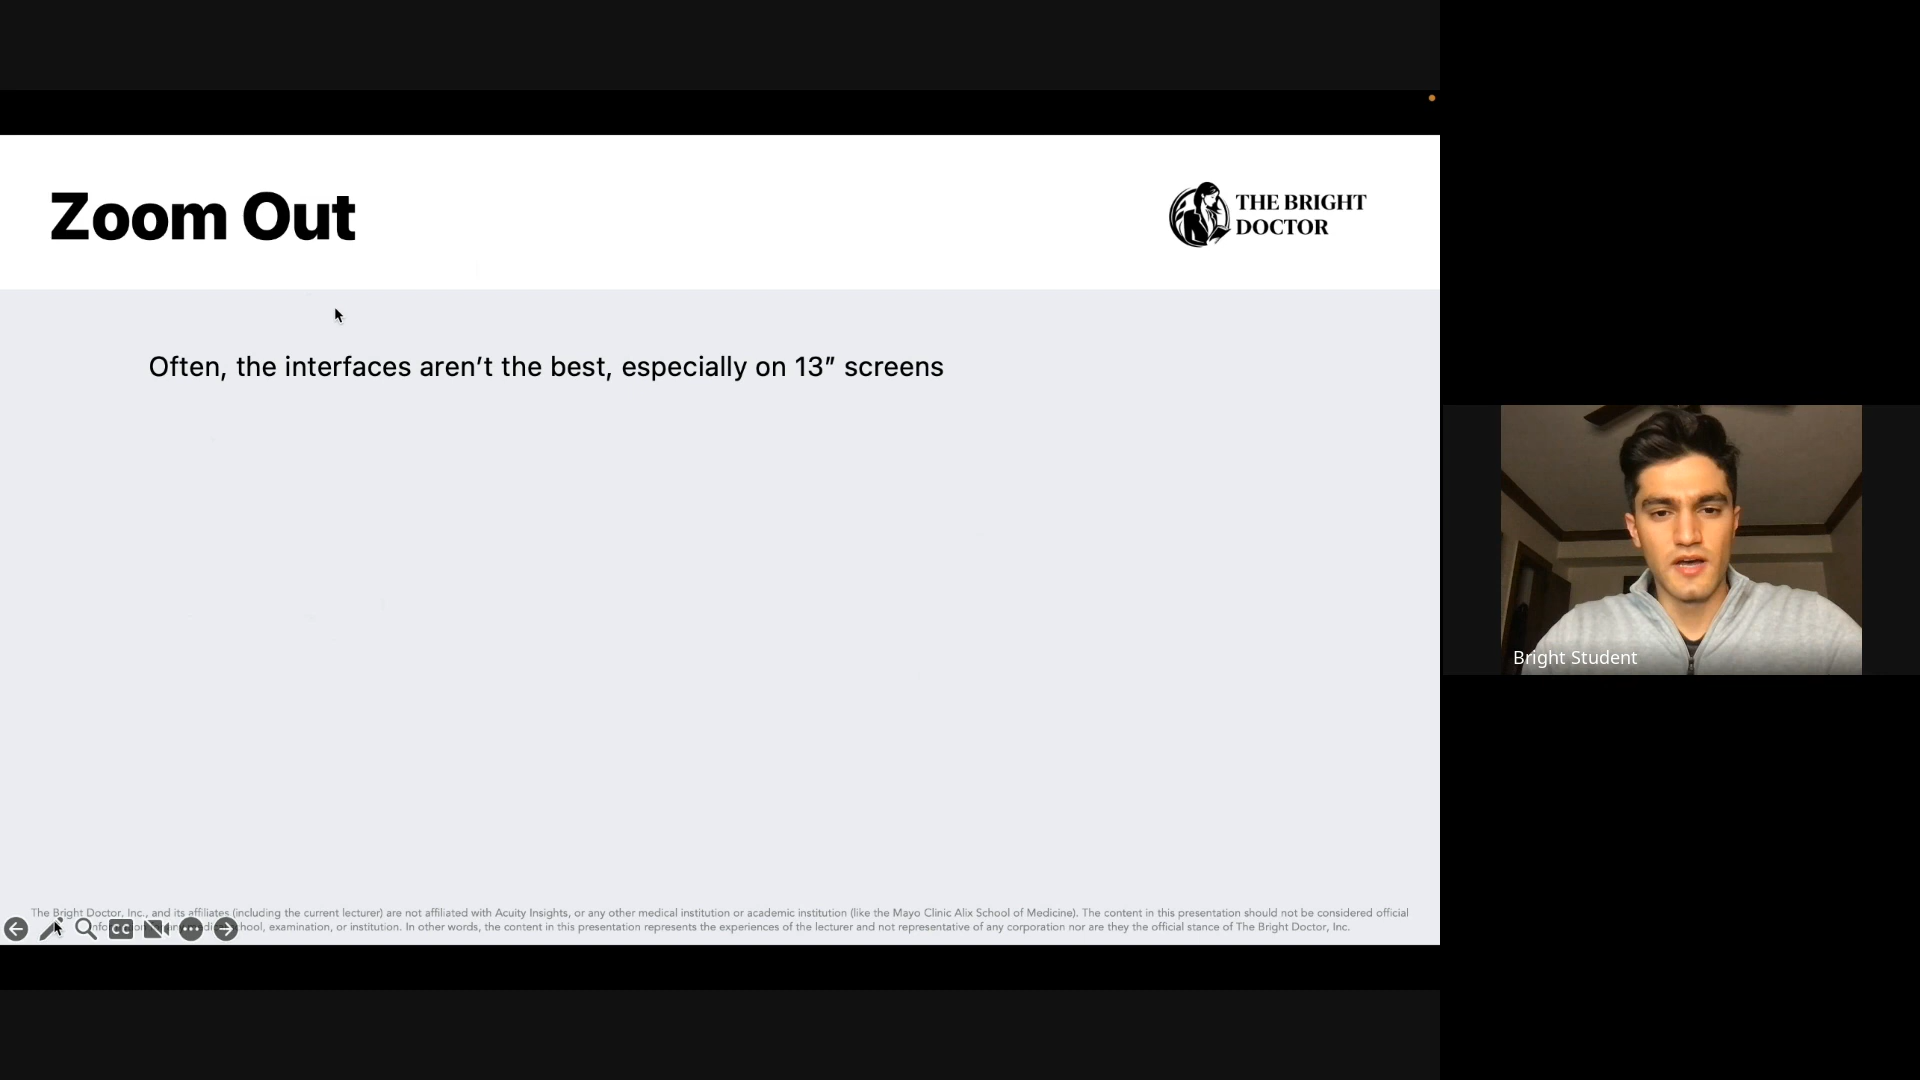 Zoom Out
THE BRIGHT
DOCTOR
Often, the interfaces aren’t the best, especially on 13” screens
Bright Student
The Bright Doctor, Inc., and its affiliates (including the current lecturer) are not affiliated with Acuity Insights, or any other medical institution or academic institution (like the Mayo Clinic Alix School of Medicine). The content in this presentation should not be considered official
school, examination, or institution. In other words, the content in this presentation represents the experiences of the lecturer and not representative of any corporation nor are they the official stance of The Bright Doctor, Inc.
CC